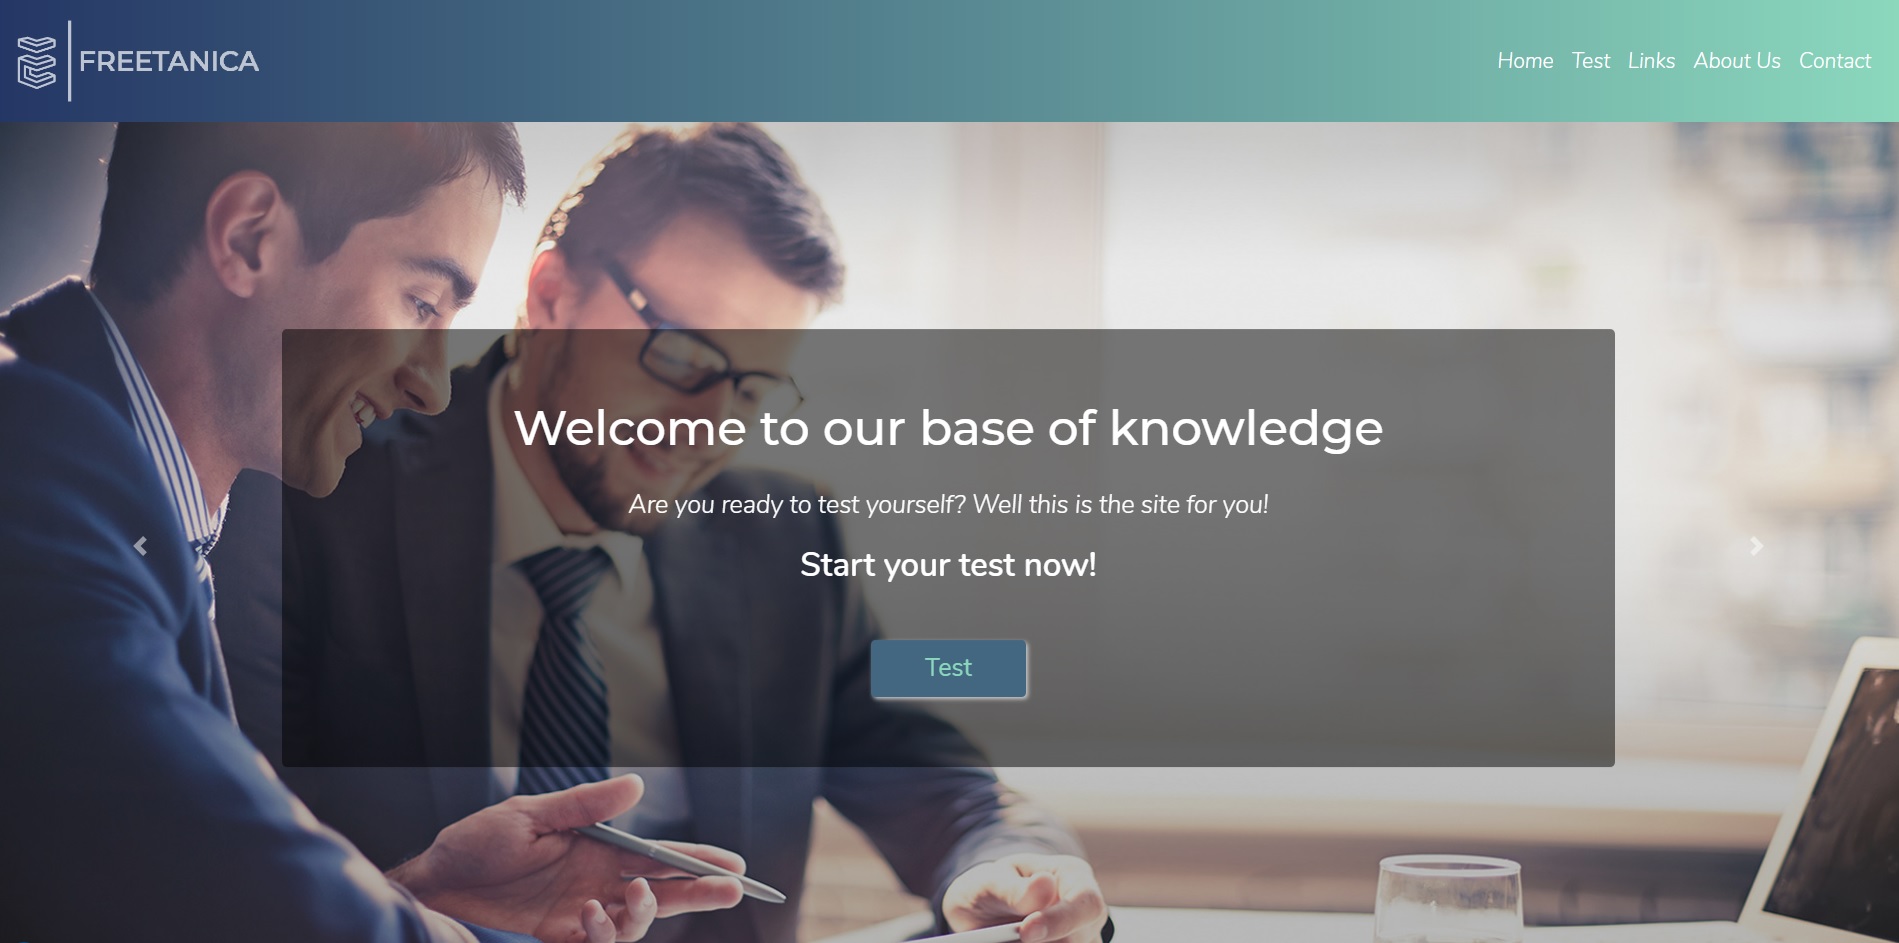 FREETANICA
Home Test Links About Us Contact
Welcome to our base of knowledge
Are you ready to test yourself? Well this is the site for you!
Start your test now!
Test